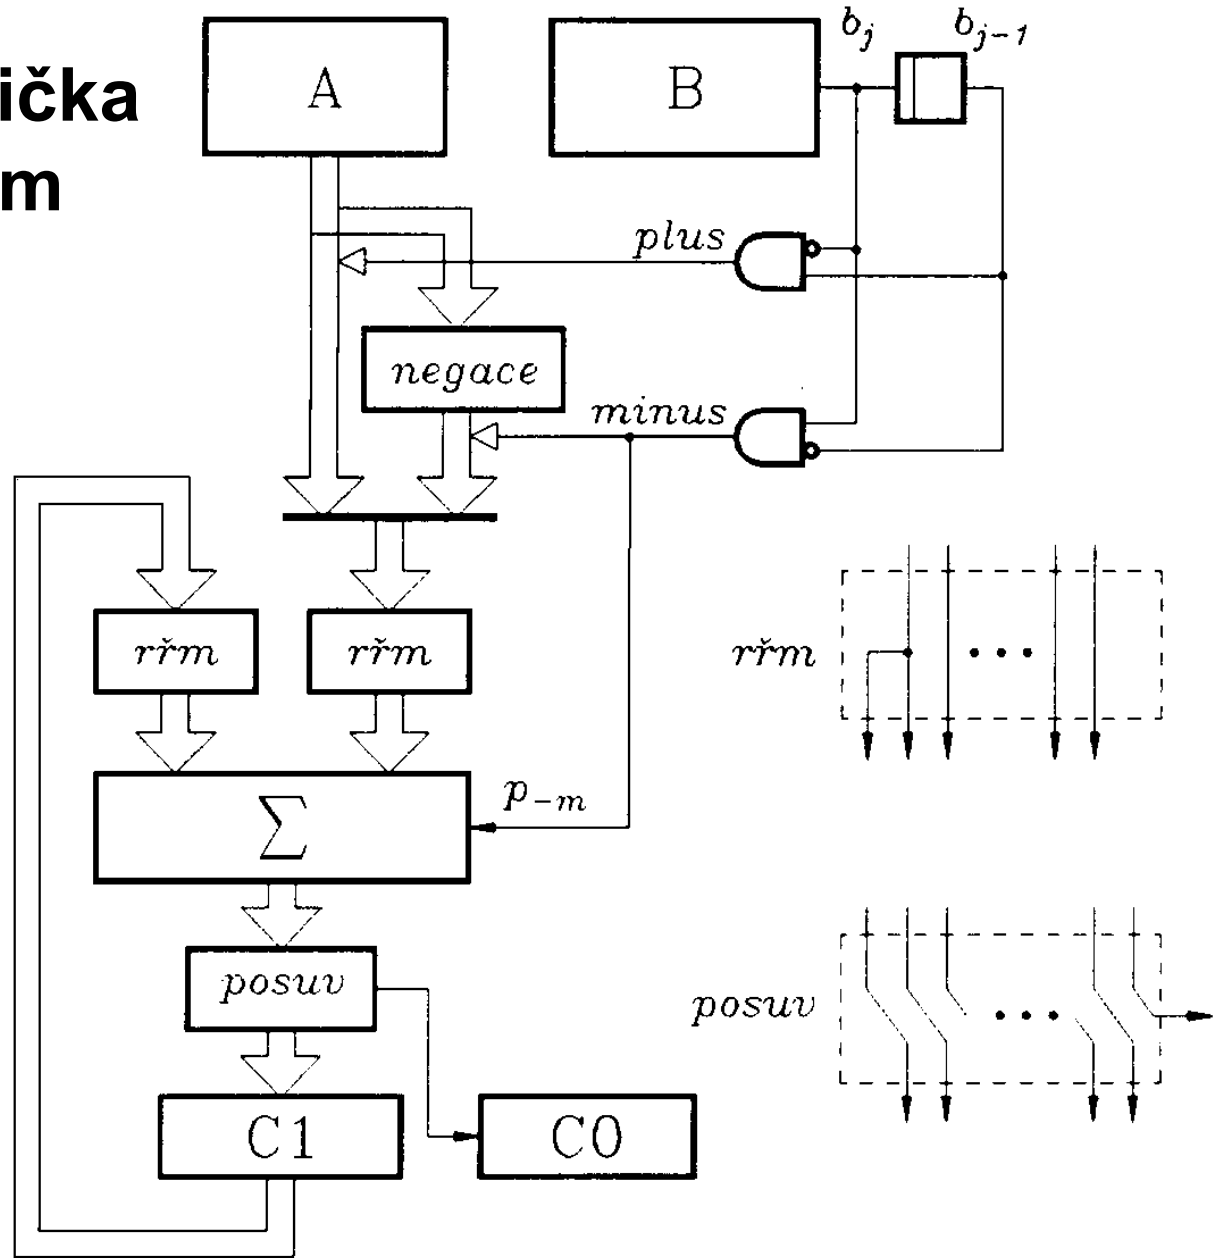 ička
m
A
B
b_j
b_{j-1}
plus
negace
minus
rřm
rřm
rřm
Σ
p_{-m}
posuv
posuv
C1
C0